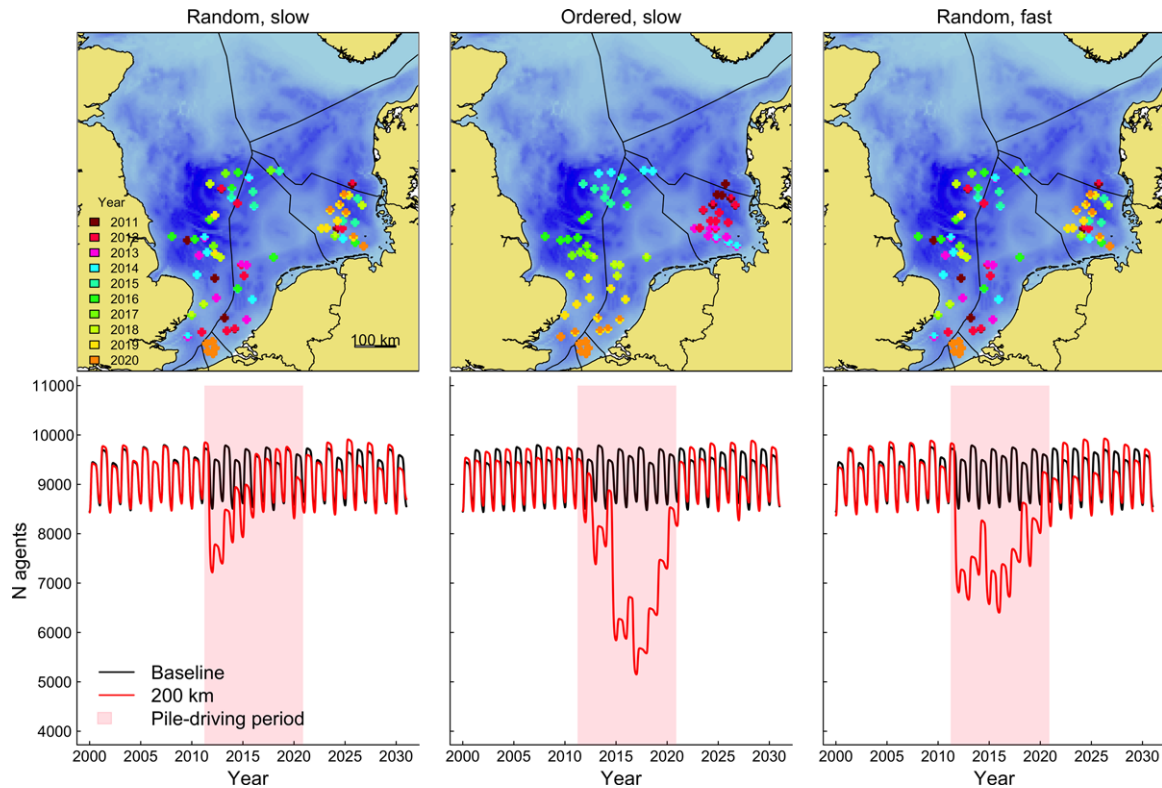 Random, slow
Ordered, slow
Random, fast
Year
2011
2012
2013
2014
2015
2016
2017
2018
2019
2020
100 km
11000
10000
9000
8000
7000
6000
5000
4000
N agents
Baseline
200 km
Pile-driving period
2000 2005 2010 2015 2020 2025 2030
2000 2005 2010 2015 2020 2025 2030
2000 2005 2010 2015 2020 2025 2030
Year
Year
Year